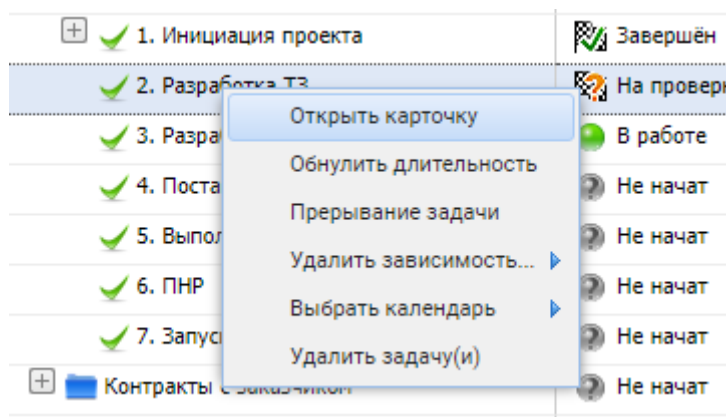 1. Инициация проекта Завершён
2. Разработка ТЗ На проверк
Открыть карточку
3. Разра В работе
Обнулить длительность
4. Поста Не начат
Прерывание задачи
5. Выпол Не начат
Удалить зависимость...
6. ПНР Не начат
Выбрать календарь
7. Запус Не начат
Удалить задачу(и)
Контракты с заказчиком Не начат